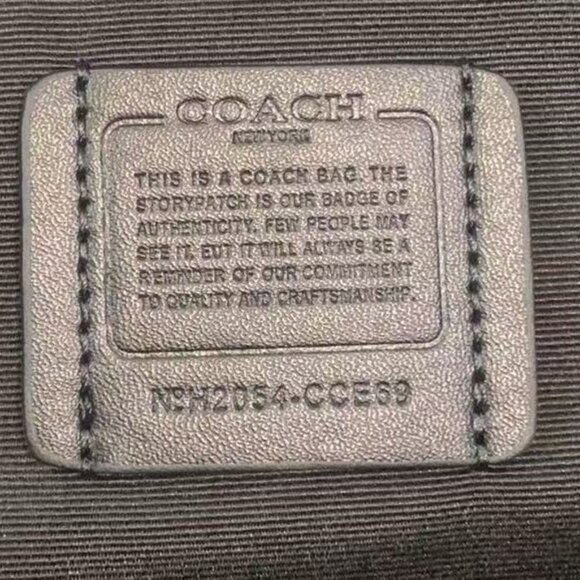 COACH
NEW YORK
THIS IS A COACH BAG. THE
STORYPATCH IS OUR BADGE OF
AUTHENTICITY. FEW PEOPLE MAY
SEE IT, BUT IT WILL ALWAYS BE A
REMINDER OF OUR COMMITMENT
TO QUALITY AND CRAFTSMANSHIP.
NºH2054-CCE69